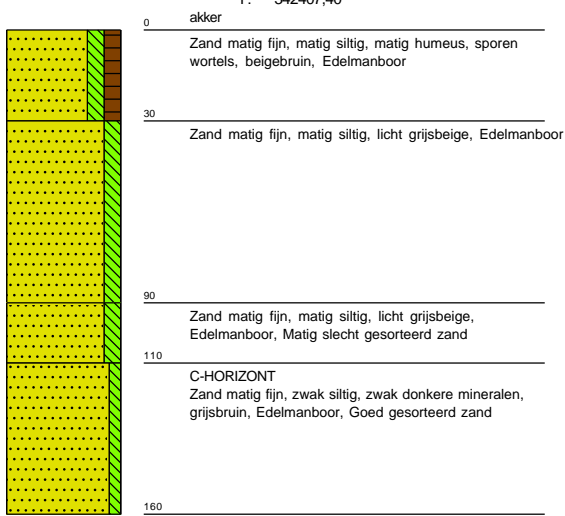 0
akker
Zand matig fijn, matig siltig, matig humeus, sporen
wortels, beigebruin, Edelmanboor
30
Zand matig fijn, matig siltig, licht grijsbeige, Edelmanboor
90
Zand matig fijn, matig siltig, licht grijsbeige,
Edelmanboor, Matig slecht gesorteerd zand
110
C-HORIZONT
Zand matig fijn, zwak siltig, zwak donkere mineralen,
grijsbruin, Edelmanboor, Goed gesorteerd zand
160